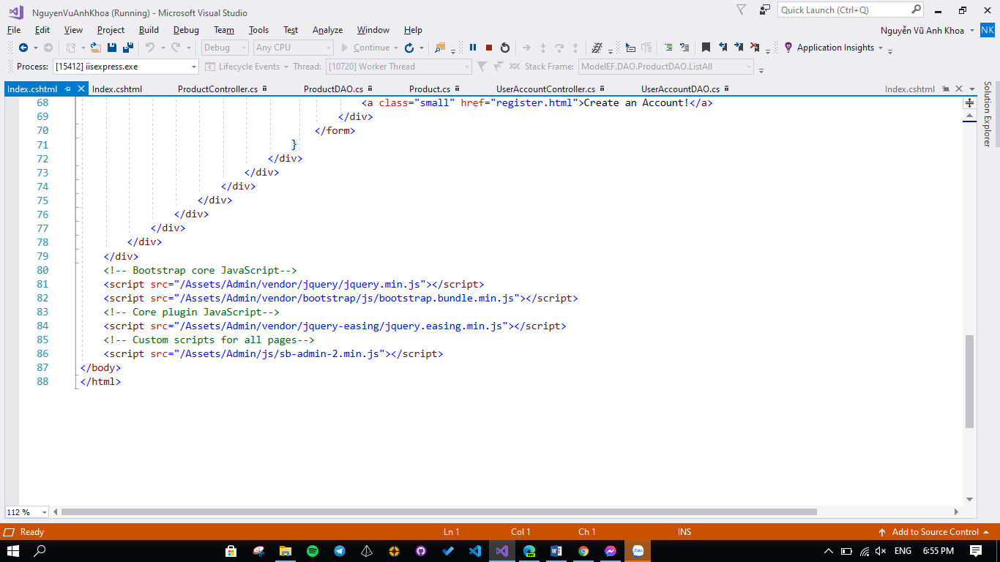 NguyenVuAnhKhoa (Running) - Microsoft Visual Studio
Quick Launch (Ctrl+Q)
File Edit View Project Build Debug Team Tools Test Analyze Window Help
Nguyễn Vũ Anh Khoa NK
Debug Any CPU Continue Application Insights
Process: [15412] iisexpress.exe Lifecycle Events Thread: [10720] Worker Thread Stack Frame: ModelEF.DAO.ProductDAO.ListAll
Index.cshtml Index.cshtml ProductController.cs ProductDAO.cs Product.cs UserAccountController.cs UserAccountDAO.cs Index.cshtml
Solution Explorer
68 <a class="small" href="register.html">Create an Account!</a>
69 </div>
70 </form>
71 }
72 </div>
73 </div>
74 </div>
75 </div>
76 </div>
77 </div>
78 </div>
79 </div>
80 <!-- Bootstrap core JavaScript-->
81 <script src="/Assets/Admin/vendor/jquery/jquery.min.js"></script>
82 <script src="/Assets/Admin/vendor/bootstrap/js/bootstrap.bundle.min.js"></script>
83 <!-- Core plugin JavaScript-->
84 <script src="/Assets/Admin/vendor/jquery-easing/jquery.easing.min.js"></script>
85 <!-- Custom scripts for all pages-->
86 <script src="/Assets/Admin/js/sb-admin-2.min.js"></script>
87 </body>
88 </html>
112 %
Ready Ln 1 Col 1 Ch 1 INS Add to Source Control
DEV W Zalo ENG 6:55 PM